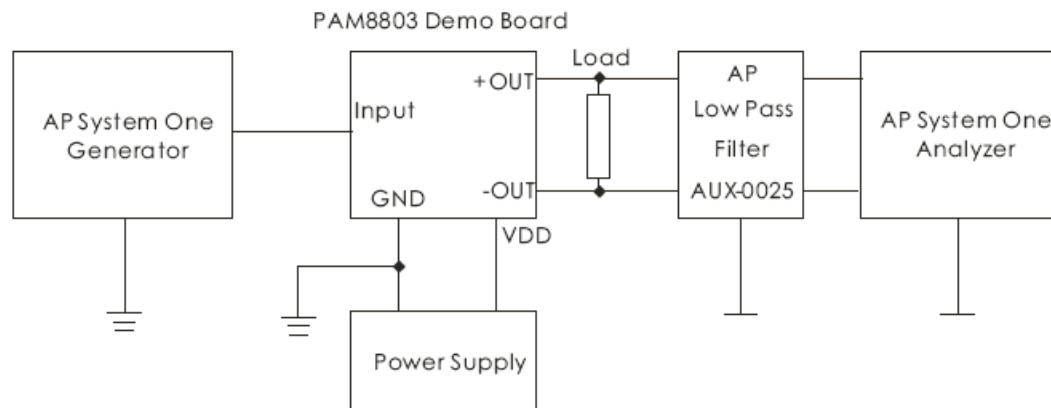 PAM8803 Demo Board
AP System One
Generator
Input
GND
+OUT
-OUT
VDD
Load
AP
Low Pass
Filter
AUX-0025
AP System One
Analyzer
Power Supply